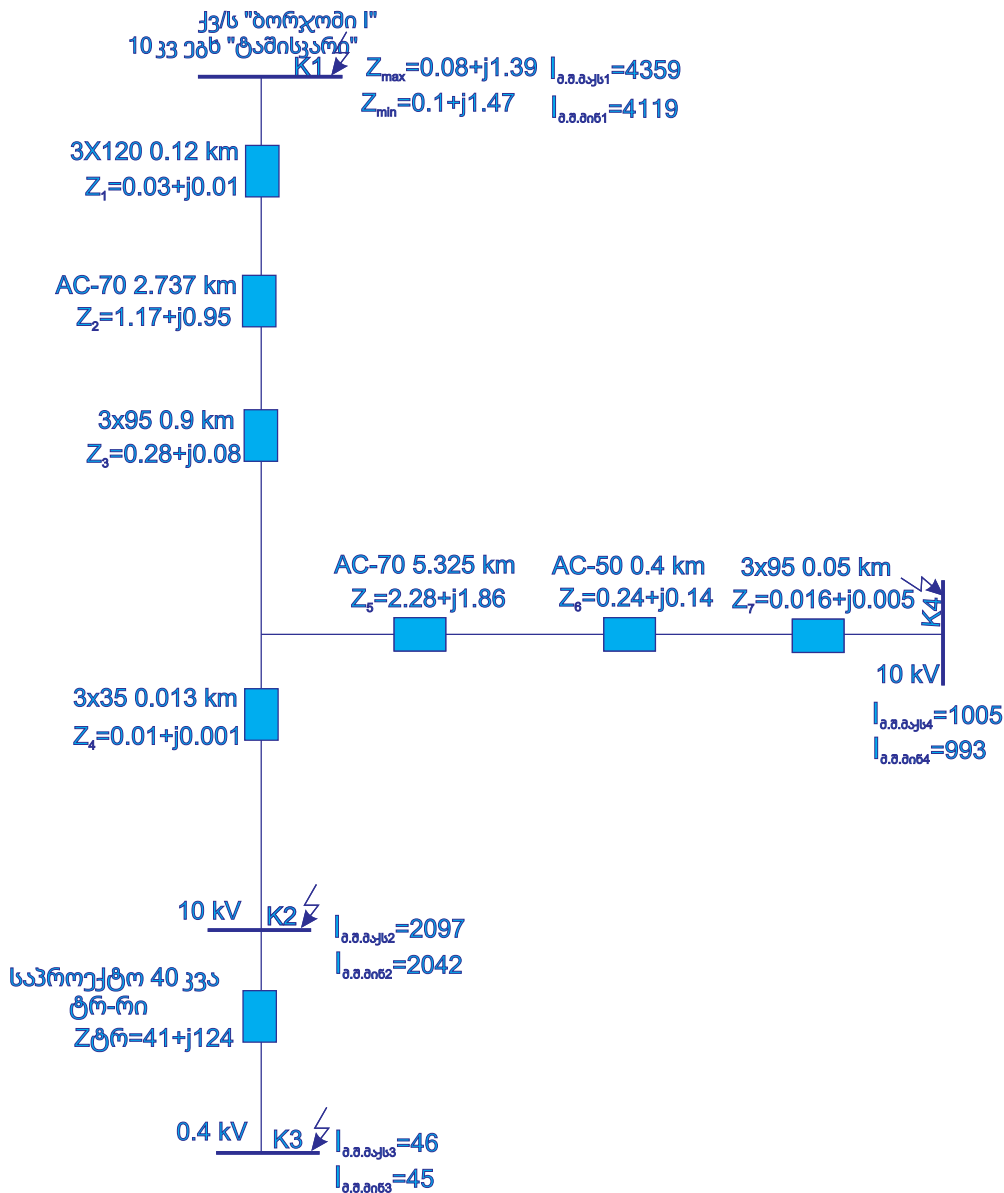 ქვ/ს "ბორჯომი I"
10 კვ ეგხ "ტაშისკარი"
K1
Zmax=0.08+j1.39
Iმ.შ.მაქს1=4359
Zmin=0.1+j1.47
Iმ.შ.მინ1=4119
3X120 0.12 km
Z1=0.03+j0.01
AC-70 2.737 km
Z2=1.17+j0.95
3x95 0.9 km
Z3=0.28+j0.08
AC-70 5.325 km
Z5=2.28+j1.86
AC-50 0.4 km
Z6=0.24+j0.14
3x95 0.05 km
Z7=0.016+j0.005
K4
10 kV
Iმ.შ.მაქს4=1005
Iმ.შ.მინ4=993
3x35 0.013 km
Z4=0.01+j0.001
10 kV
K2
Iმ.შ.მაქს2=2097
Iმ.შ.მინ2=2042
საპროექტო 40 კვა
ტრ-რი
Zტრ=41+j124
0.4 kV
K3
Iმ.შ.მაქს3=46
Iმ.შ.მინ3=45